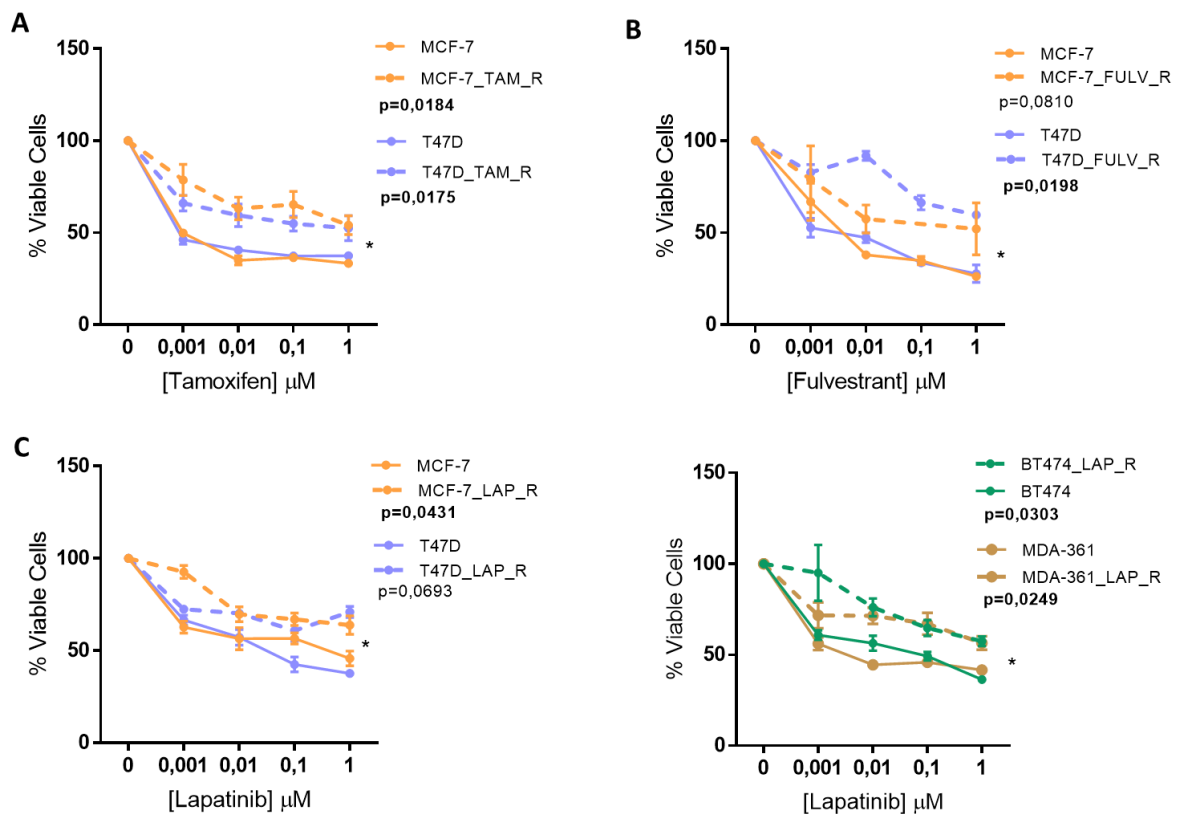 A
150
100
50
0
% Viable Cells
0 0,001 0,01 0,1 1
[Tamoxifen] μM
MCF-7
MCF-7_TAM_R
p=0,0184
T47D
T47D_TAM_R
p=0,0175
*
B
150
100
50
0
% Viable Cells
0 0,001 0,01 0,1 1
[Fulvestrant] μM
MCF-7
MCF-7_FULV_R
p=0,0810
T47D
T47D_FULV_R
p=0,0198
*
C
150
100
50
0
% Viable Cells
0 0,001 0,01 0,1 1
[Lapatinib] μM
MCF-7
MCF-7_LAP_R
p=0,0431
T47D
T47D_LAP_R
p=0,0693
*
150
100
50
0
% Viable Cells
0 0,001 0,01 0,1 1
[Lapatinib] μM
BT474_LAP_R
BT474
p=0,0303
MDA-361
MDA-361_LAP_R
p=0,0249
*